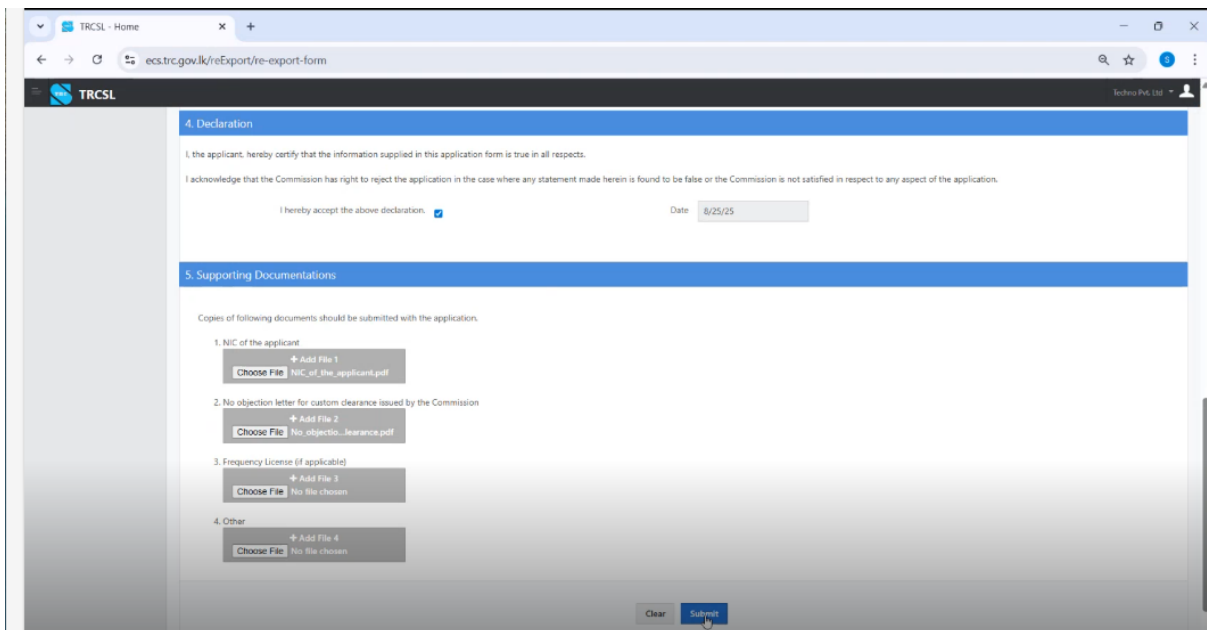 TRCSL - Home
ecs.trc.gov.lk/reExport/re-export-form
S
TRCSL
Techno Pvt. Ltd
4. Declaration
I, the applicant, hereby certify that the information supplied in this application form is true in all respects.
I acknowledge that the Commission has right to reject the application in the case where any statement made herein is found to be false or the Commission is not satisfied in respect to any aspect of the application.
I hereby accept the above declaration.
Date 8/25/25
5. Supporting Documentations
Copies of following documents should be submitted with the application.
1. NIC of the applicant
+ Add File 1
Choose File NIC_of_the_applicant.pdf
2. No objection letter for custom clearance issued by the Commission
+ Add File 2
Choose File No_objectio...learance.pdf
3. Frequency License (if applicable)
+ Add File 3
Choose File No file chosen
4. Other
+ Add File 4
Choose File No file chosen
Clear Submit